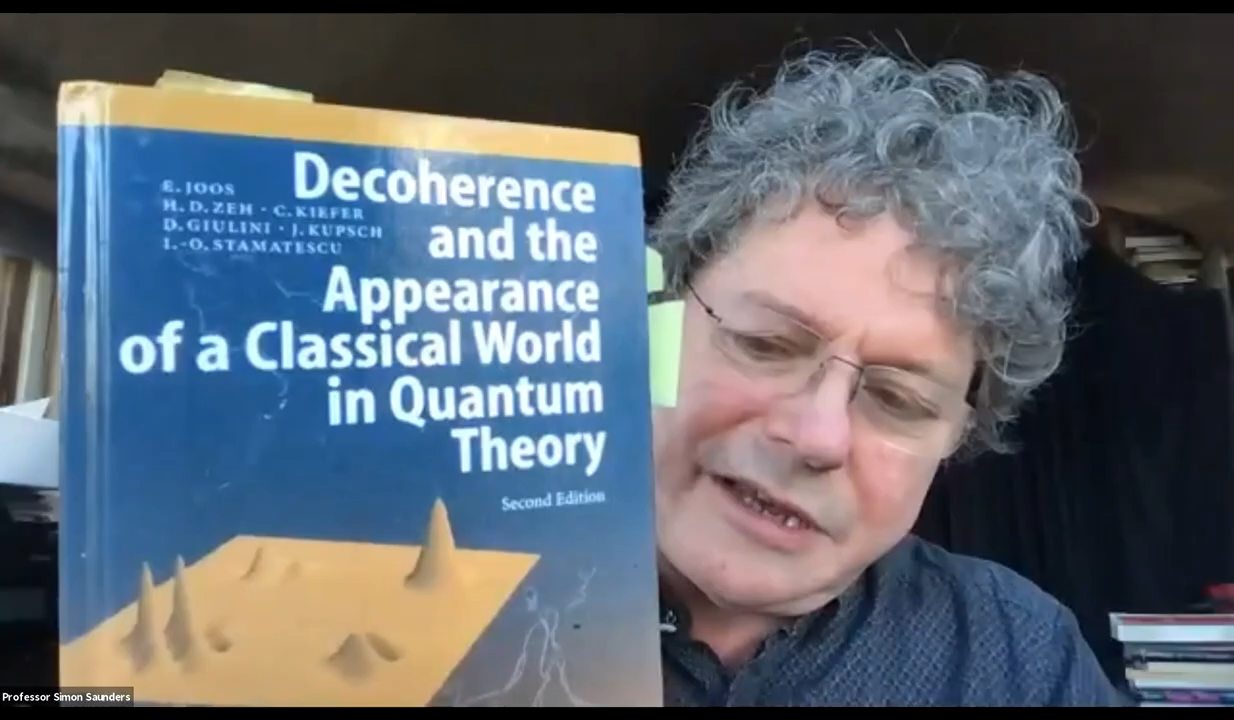 E. JOOS
H. D. ZEH · C. KIEFER
D. GIULINI · J. KUPSCH
I.-O. STAMATESCU
Decoherence
and the
Appearance
of a Classical World
in Quantum
Theory
Second Edition
Professor Simon Saunders